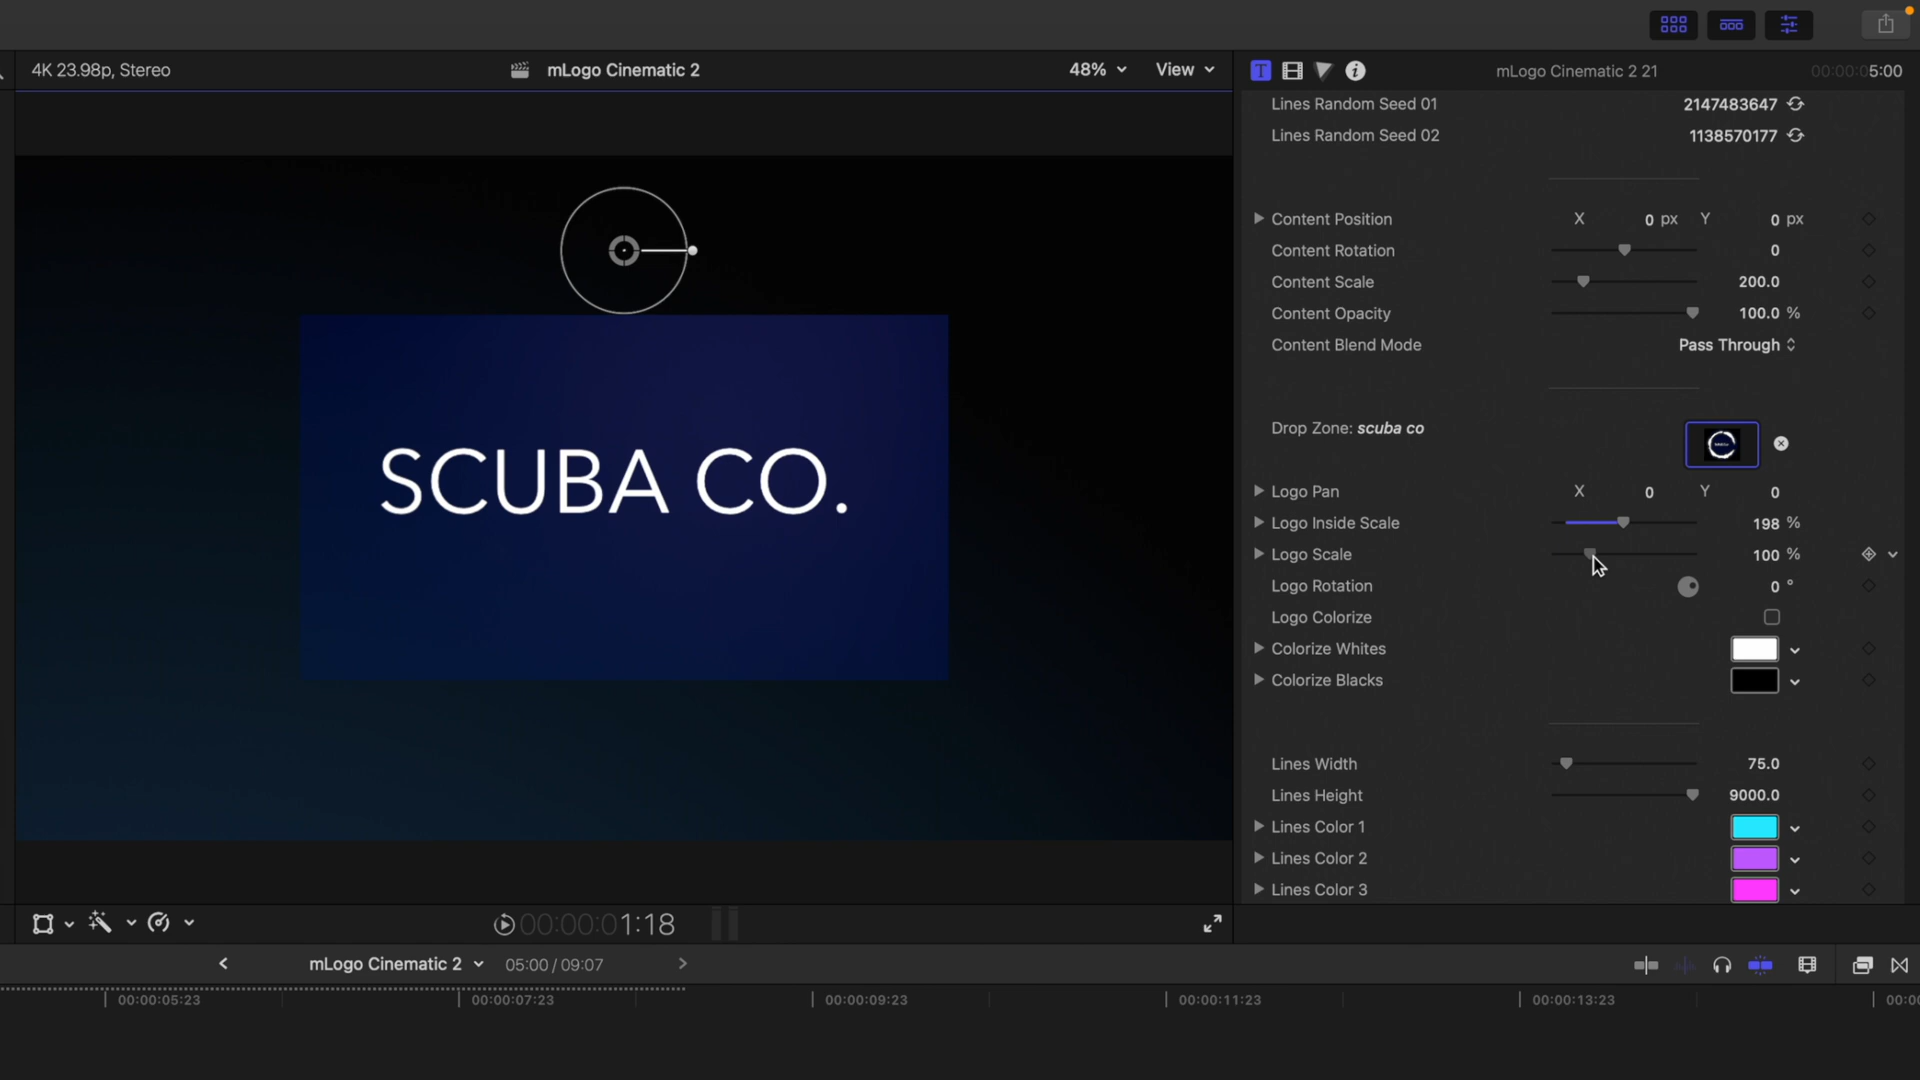 4K 23.98p, Stereo
mLogo Cinematic 2
48%
View
T
mLogo Cinematic 2 21
00:00:05:00
Lines Random Seed 01
2147483647
Lines Random Seed 02
1138570177
Content Position
X
0 px
Y
0 px
Content Rotation
0
Content Scale
200.0
Content Opacity
100.0 %
Content Blend Mode
Pass Through
SCUBA CO.
Drop Zone: scuba co
Logo Pan
X
0
Y
0
Logo Inside Scale
198 %
Logo Scale
100 %
Logo Rotation
0 °
Logo Colorize
Colorize Whites
Colorize Blacks
Lines Width
75.0
Lines Height
9000.0
Lines Color 1
Lines Color 2
Lines Color 3
00:00:01:18
mLogo Cinematic 2
05:00 / 09:07
00:00:05:23
00:00:07:23
00:00:09:23
00:00:11:23
00:00:13:23
00:00